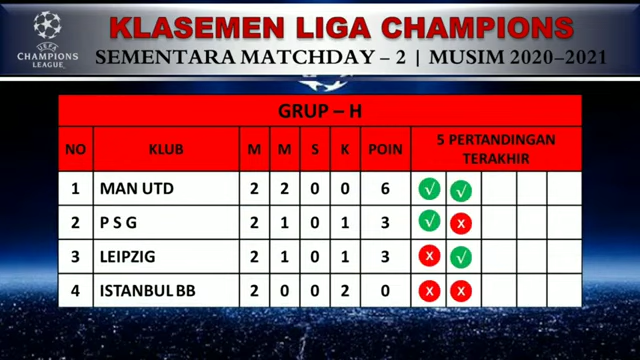 KLASEMEN LIGA CHAMPIONS
UEFA
CHAMPIONS
LEAGUE
SEMENTARA MATCHDAY – 2 | MUSIM 2020–2021
GRUP – H
NO KLUB M M S K POIN 5 PERTANDINGAN TERAKHIR
1 MAN UTD 2 2 0 0 6 √ √
2 P S G 2 1 0 1 3 √ X
3 LEIPZIG 2 1 0 1 3 X √
4 ISTANBUL BB 2 0 0 2 0 X X